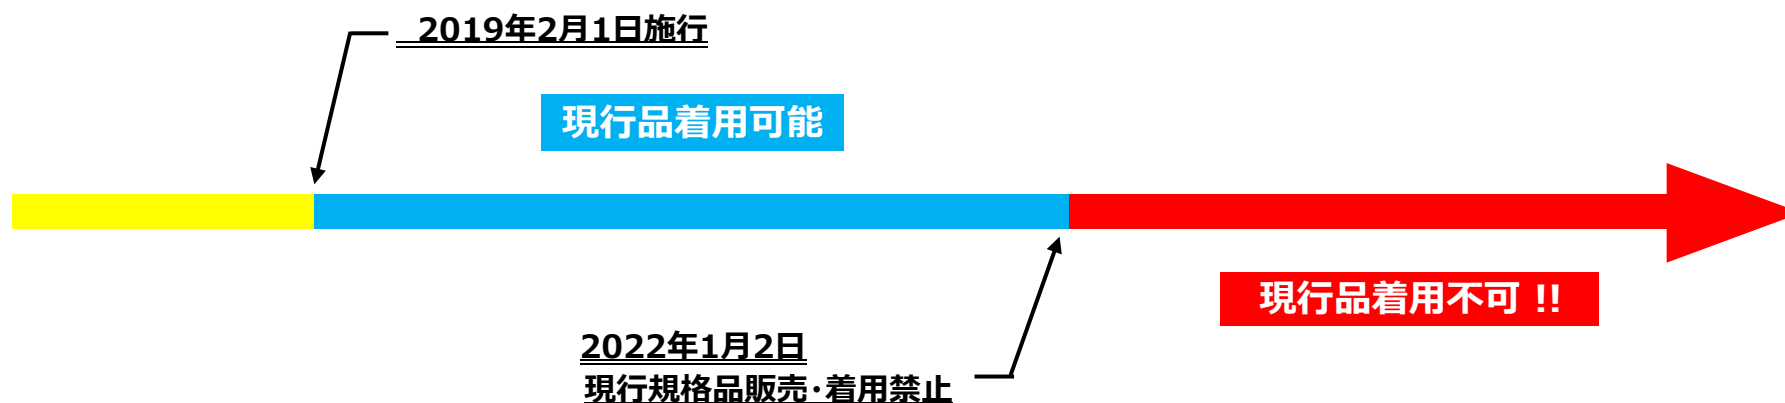 2019年2月1日施行
現行品着用可能
現行品着用不可 !!
2022年1月2日
現行規格品販売･着用禁止